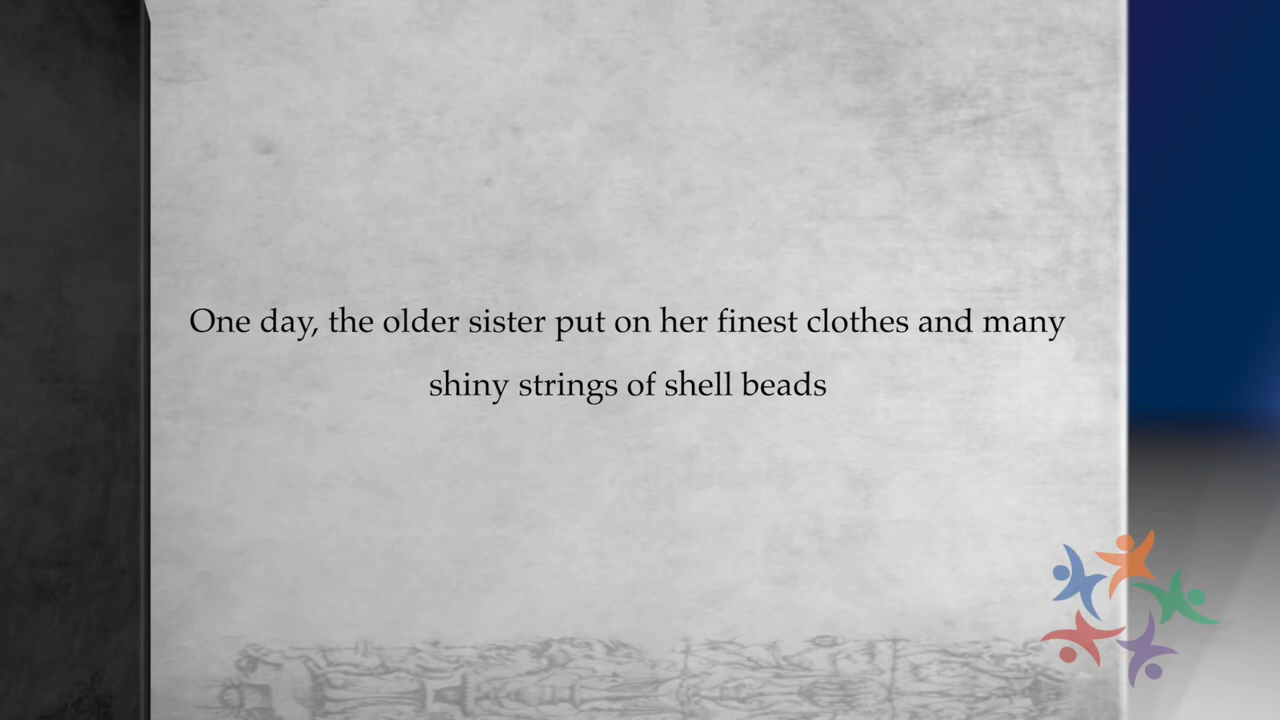 One day, the older sister put on her finest clothes and many
shiny strings of shell beads